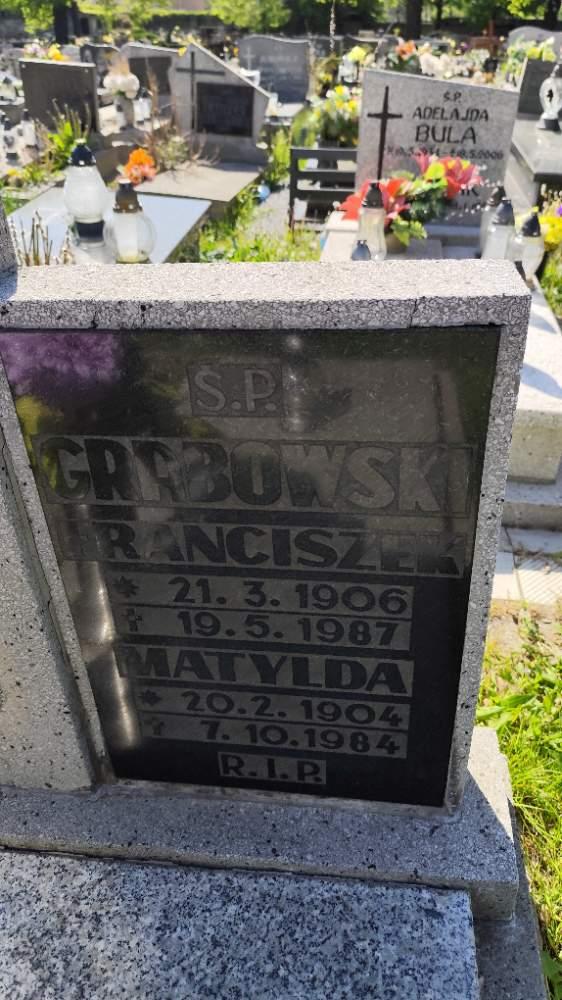 Ś.P.
ADELAJDA
BULA
Ś.P.
GRABOWSKI
FRANCISZEK
* 21. 3. 1906
† 19. 5. 1987
MATYLDA
* 20. 2. 1904
† 7. 10. 1984
R.I.P.